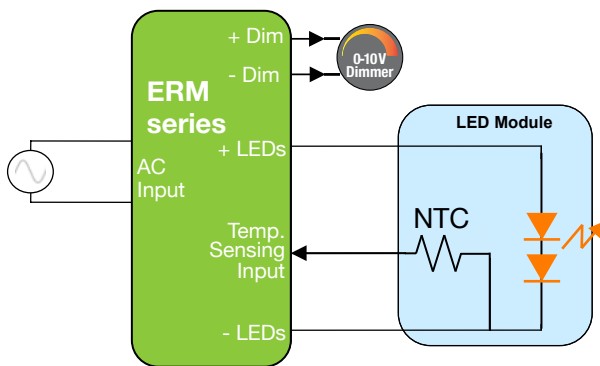 + Dim
- Dim
0-10V
Dimmer
ERM
series
LED Module
+ LEDs
AC
Input
NTC
Temp.
Sensing
Input
- LEDs